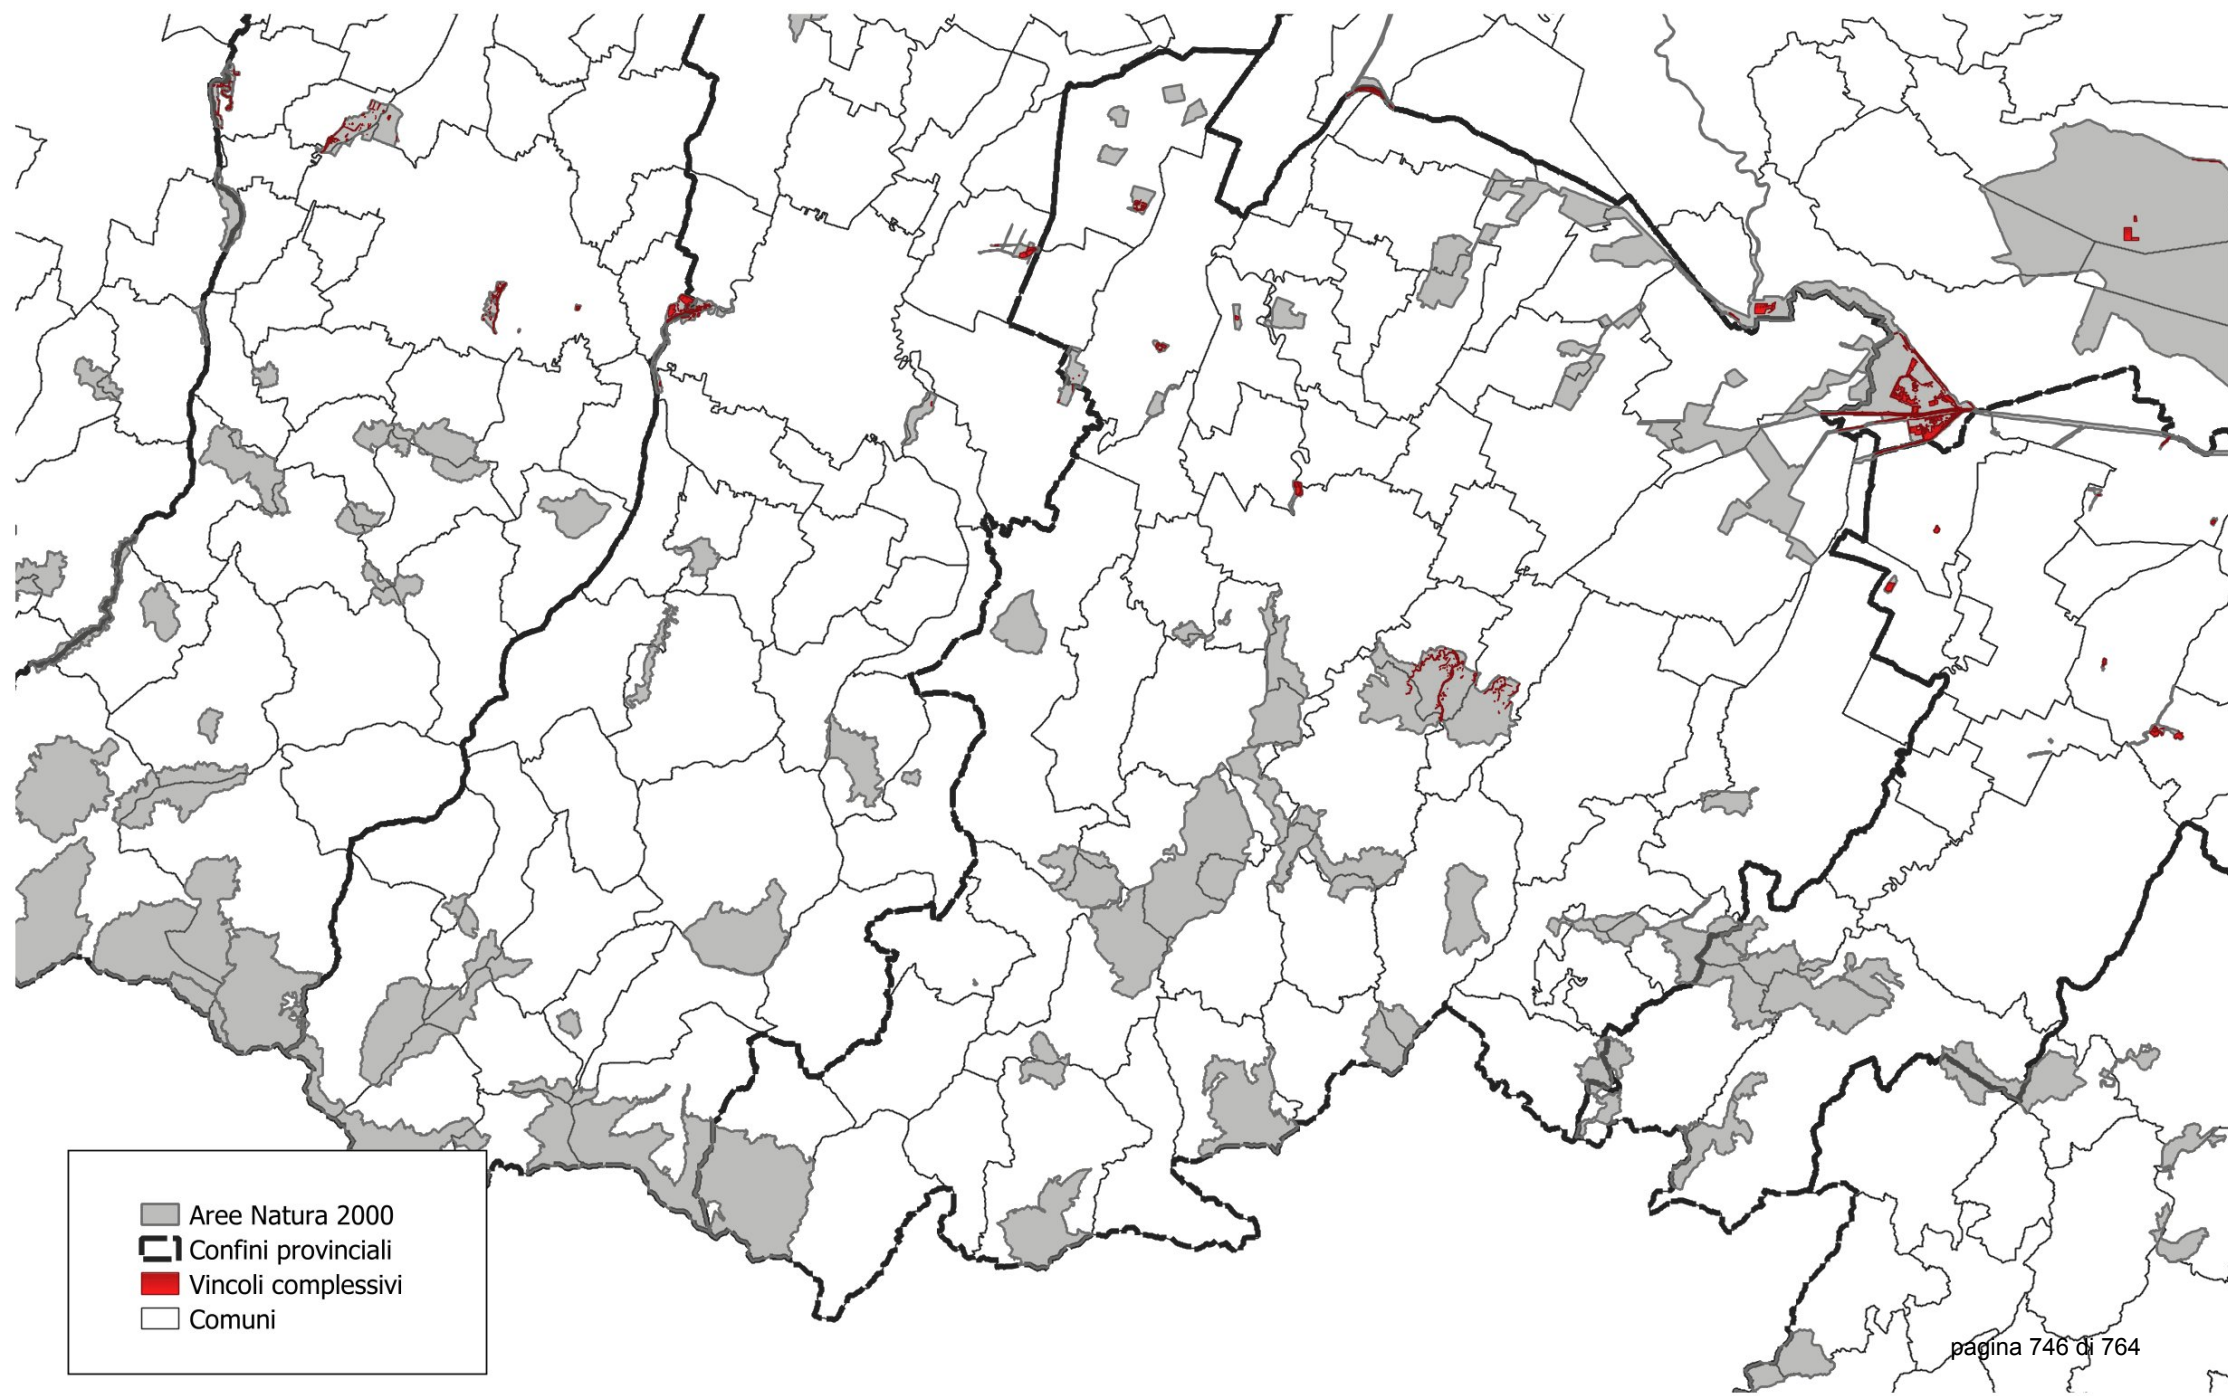 Aree Natura 2000
Confini provinciali
Vincoli complessivi
Comuni
pagina 746 di 764